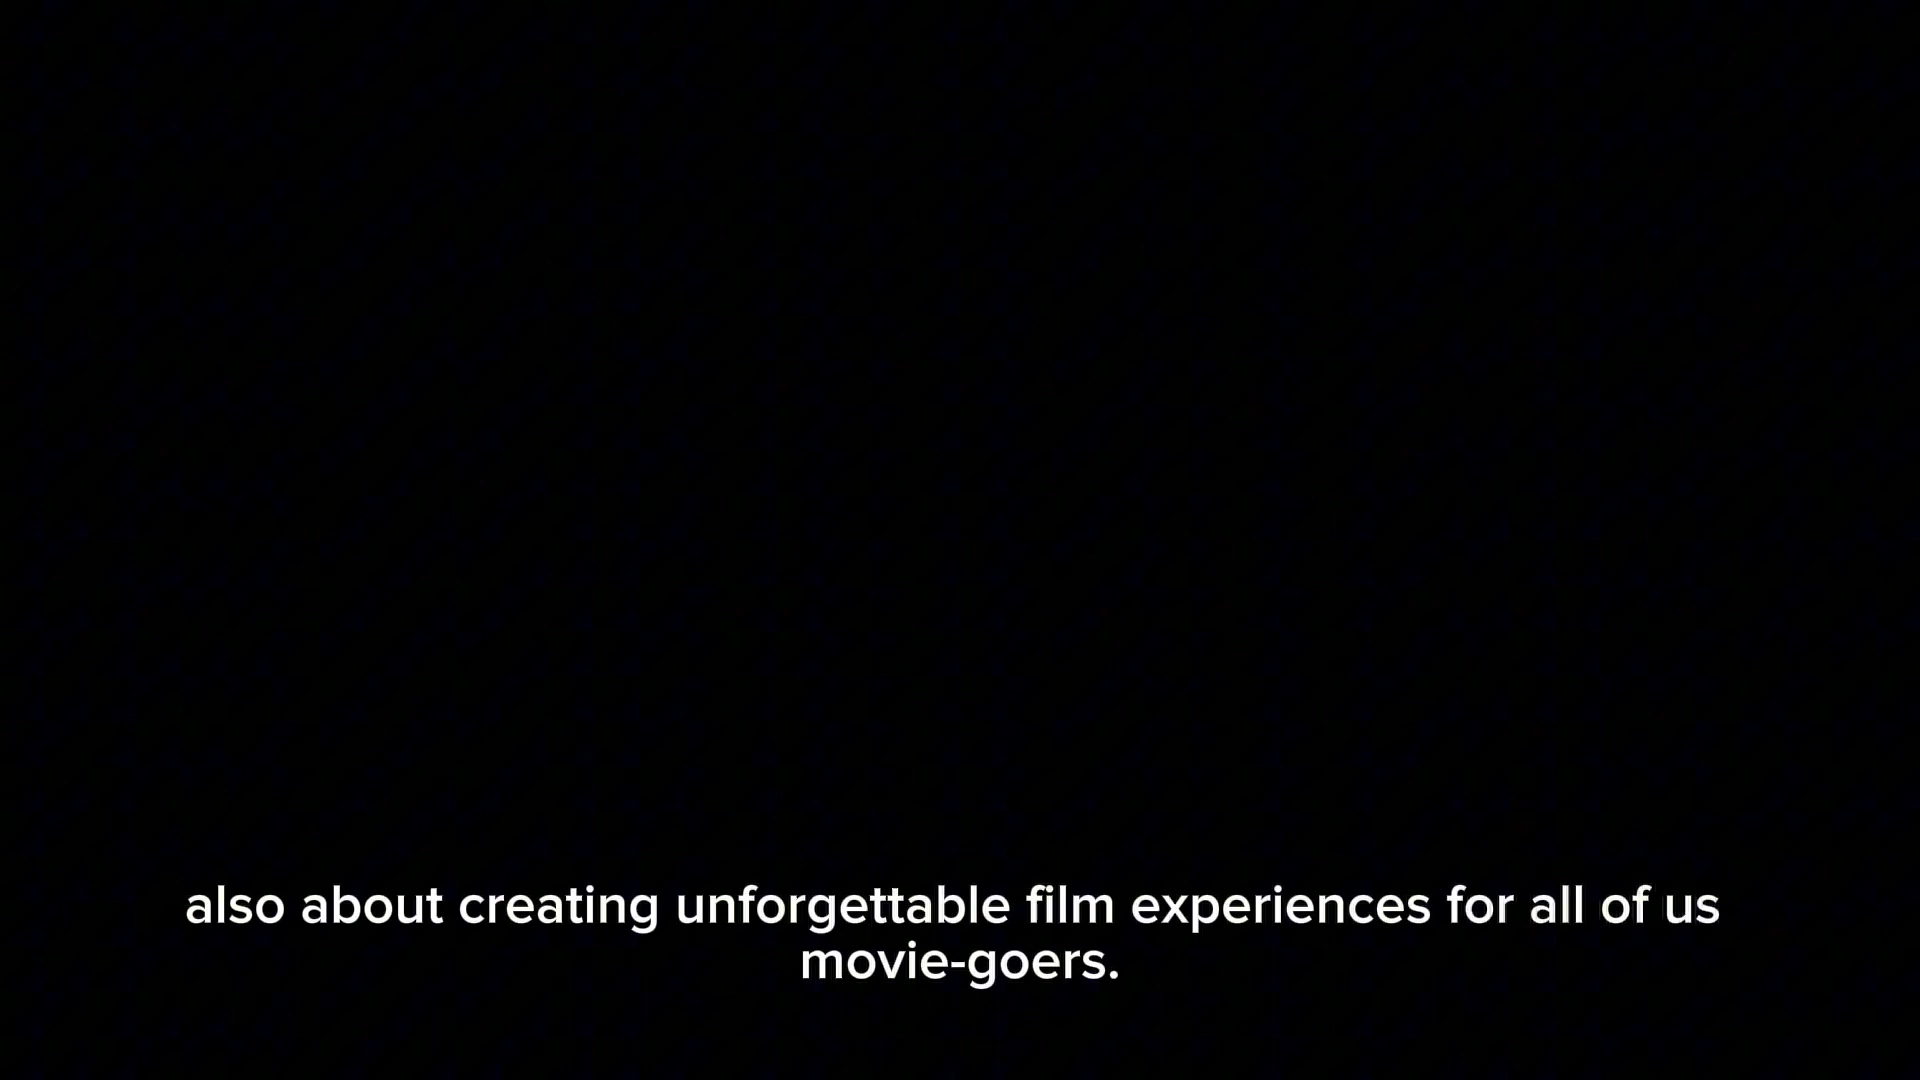 also about creating unforgettable film experiences for all of us
movie-goers.